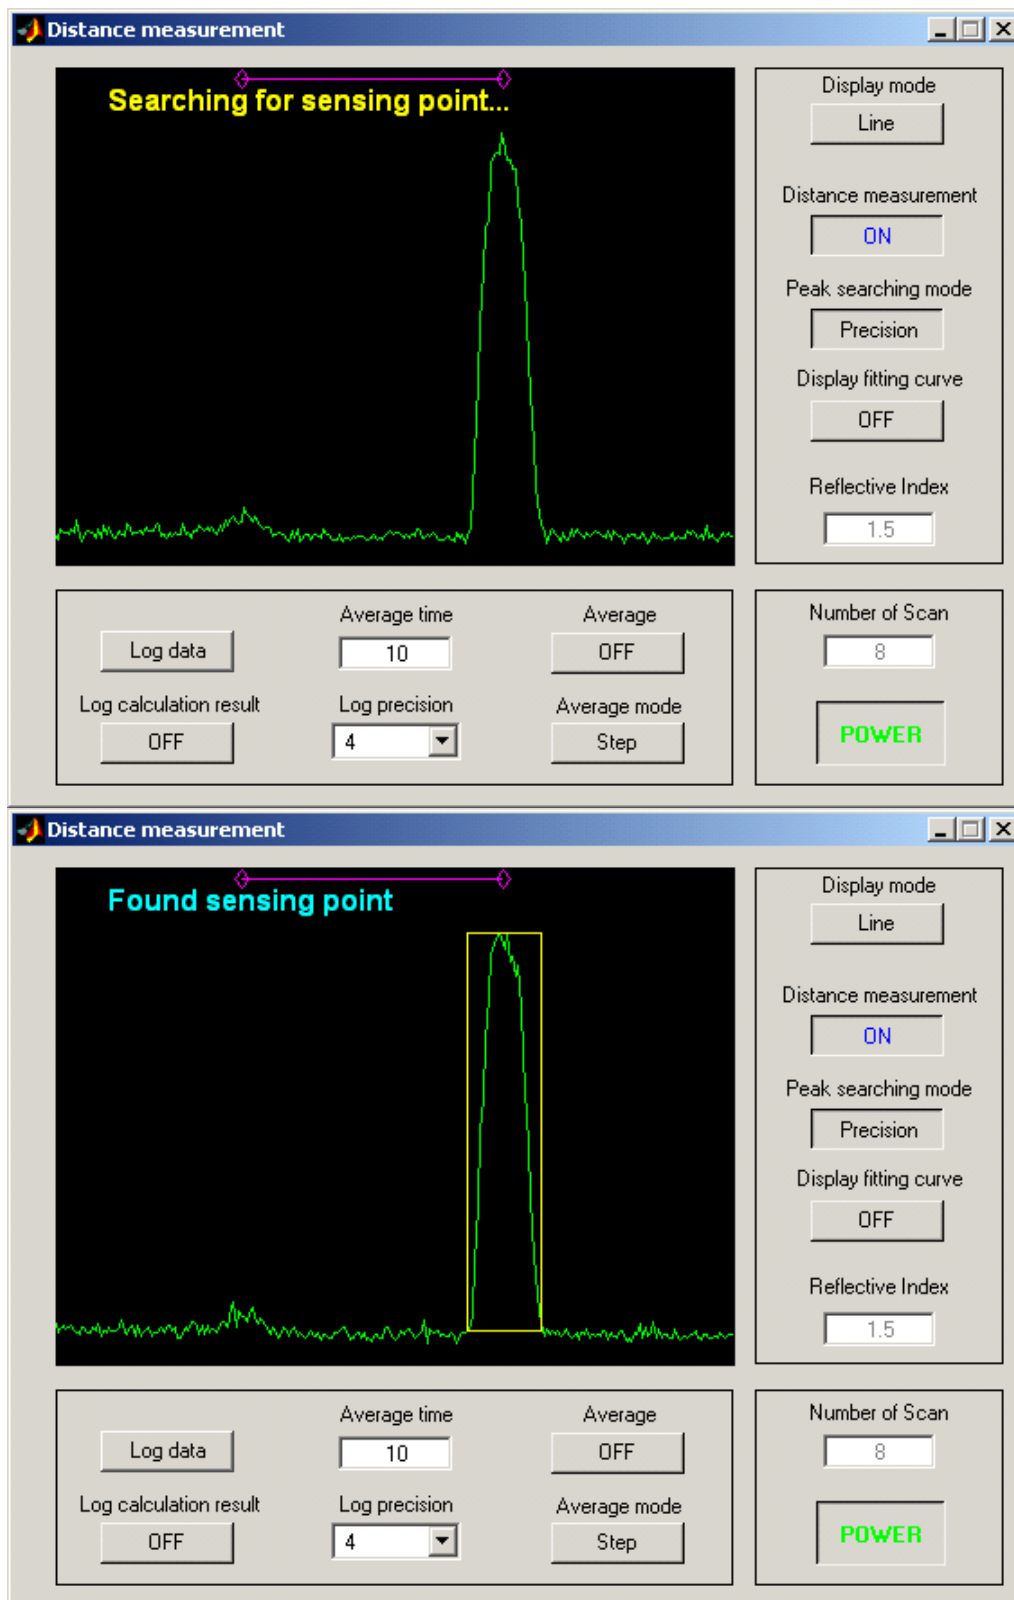 Distance measurement
Searching for sensing point...
Display mode
Line
Distance measurement
ON
Peak searching mode
Precision
Display fitting curve
OFF
Reflective Index
1.5
Average time
Average
Log data
10
OFF
Log calculation result
Log precision
Average mode
OFF
4
Step
Number of Scan
8
POWER
Distance measurement
Found sensing point
Display mode
Line
Distance measurement
ON
Peak searching mode
Precision
Display fitting curve
OFF
Reflective Index
1.5
Average time
Average
Log data
10
OFF
Log calculation result
Log precision
Average mode
OFF
4
Step
Number of Scan
8
POWER